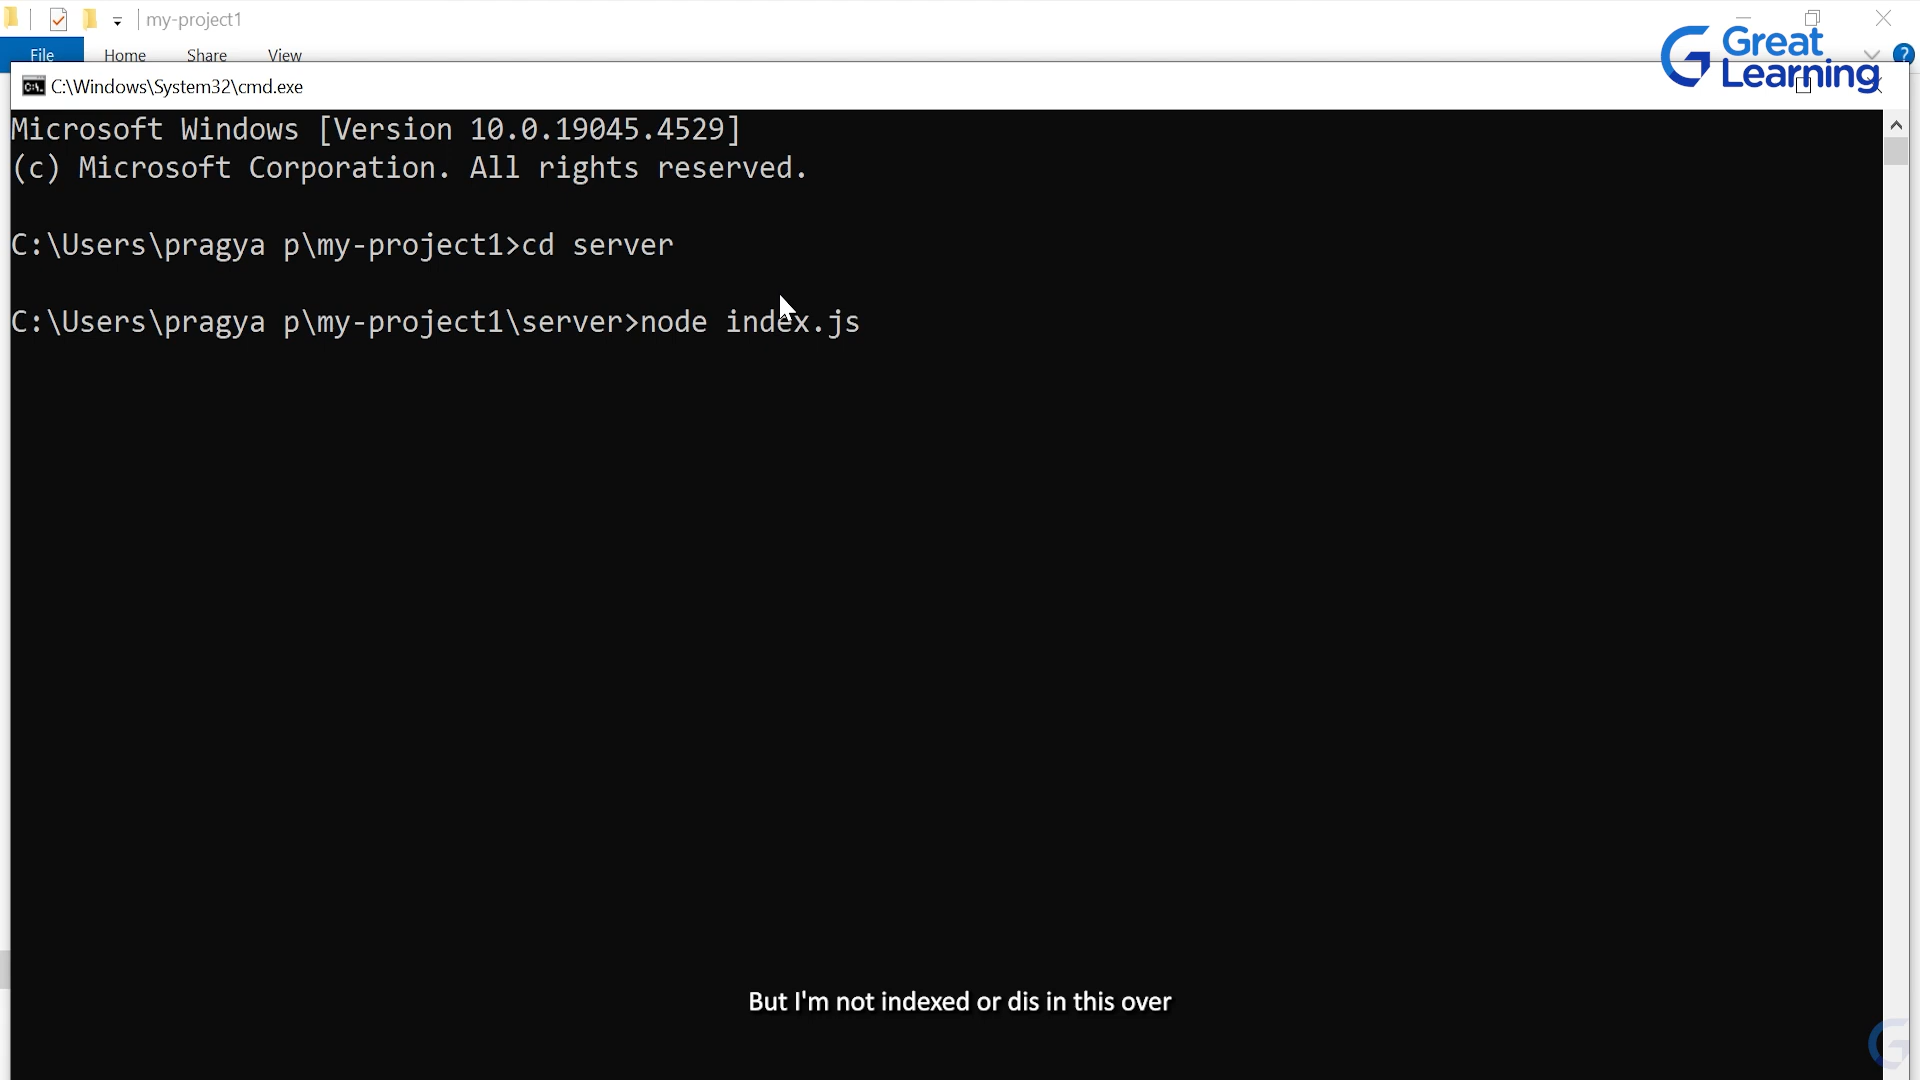 my-project1
File Home Share View
Great
Learning
C:\Windows\System32\cmd.exe
Microsoft Windows [Version 10.0.19045.4529]
(c) Microsoft Corporation. All rights reserved.
C:\Users\pragya p\my-project1>cd server
C:\Users\pragya p\my-project1\server>node index.js
But I'm not indexed or dis in this over